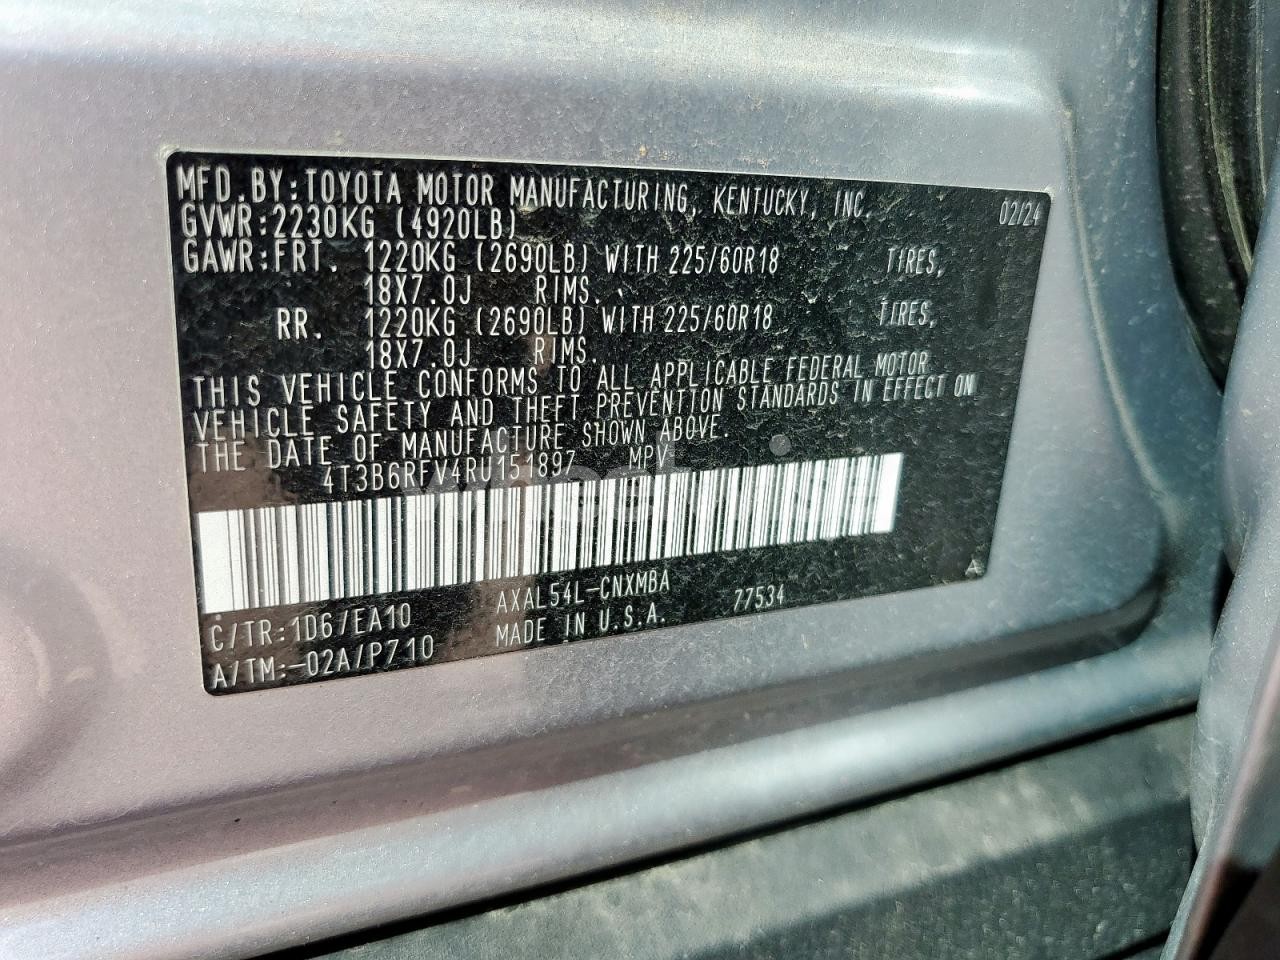 MFD.BY:TOYOTA MOTOR MANUFACTURING, KENTUCKY, INC. 02/24
GVWR:2230KG (4920LB)
GAWR:FRT. 1220KG (2690LB) WITH 225/60R18 TIRES,
18X7.0J RIMS.
RR. 1220KG (2690LB) WITH 225/60R18 TIRES,
18X7.0J RIMS.
THIS VEHICLE CONFORMS TO ALL APPLICABLE FEDERAL MOTOR
VEHICLE SAFETY AND THEFT PREVENTION STANDARDS IN EFFECT ON
THE DATE OF MANUFACTURE SHOWN ABOVE.
4T3B6RFV4RU151897 MPV
C/TR:1D6/EA10 AXAL54L-CNXMBA 77534
A/TM:-02A/P710 MADE IN U.S.A.